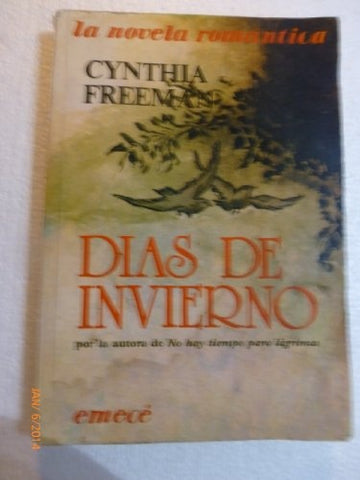 la novela romántica
CYNTHIA
FREEMAN
DIAS DE
INVIERNO
por la autora de No hay tiempo para lágrimas
emecé
JAN/ 6/2014